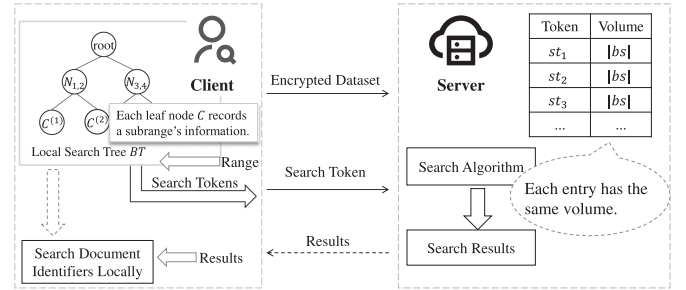 root
N1,2
N3,4
C(1)
C(2)
Client
Each leaf node C records
a subrange's information.
Local Search Tree BT
Range
Search Tokens
Search Document
Identifiers Locally
Results
Encrypted Dataset
Search Token
Results
Server
Token Volume
st1 |bs|
st2 |bs|
st3 |bs|
... ...
Search Algorithm
Each entry has the
same volume.
Search Results